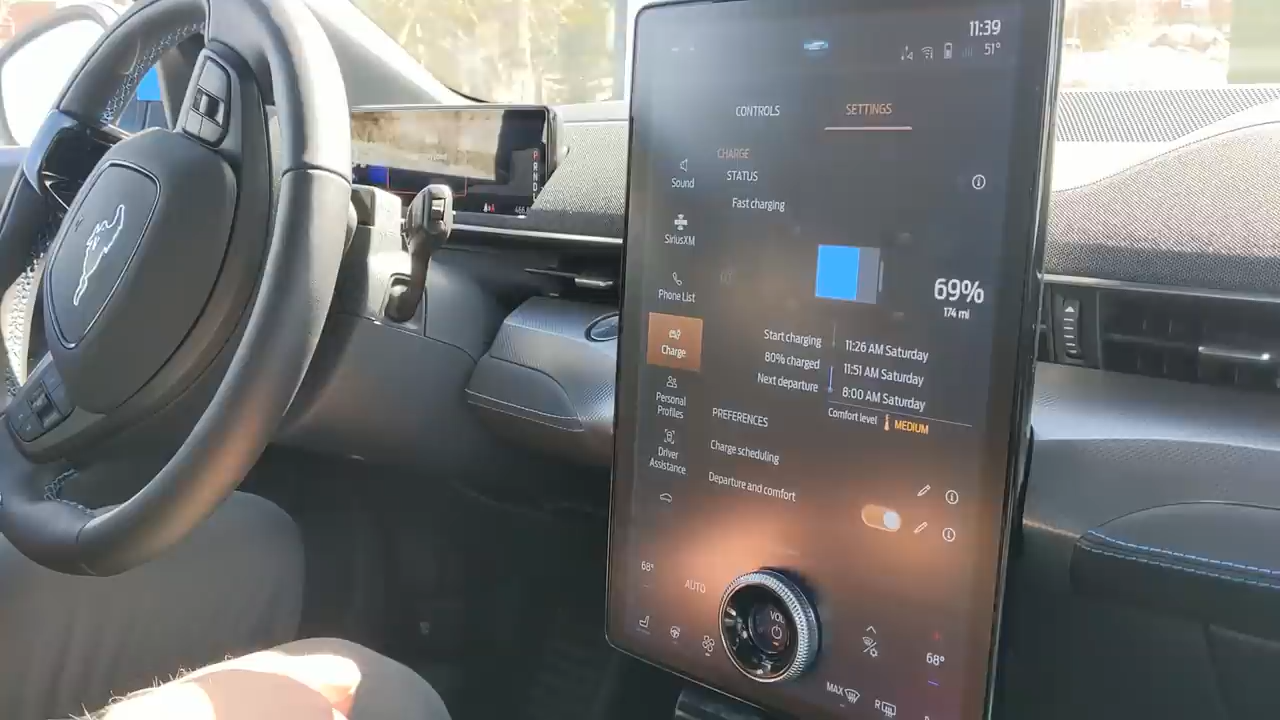 11:39
51°
CONTROLS
SETTINGS
CHARGE
STATUS
Sound
Fast charging
SiriusXM
Phone List
69%
174 mi
Charge
Start charging
11:26 AM Saturday
80% charged
11:51 AM Saturday
Next departure
8:00 AM Saturday
Comfort level
MEDIUM
Personal
Profiles
PREFERENCES
Charge scheduling
Driver
Assistance
Departure and comfort
68°
AUTO
VOL
68°
MAX
R
P
R
N
D
L